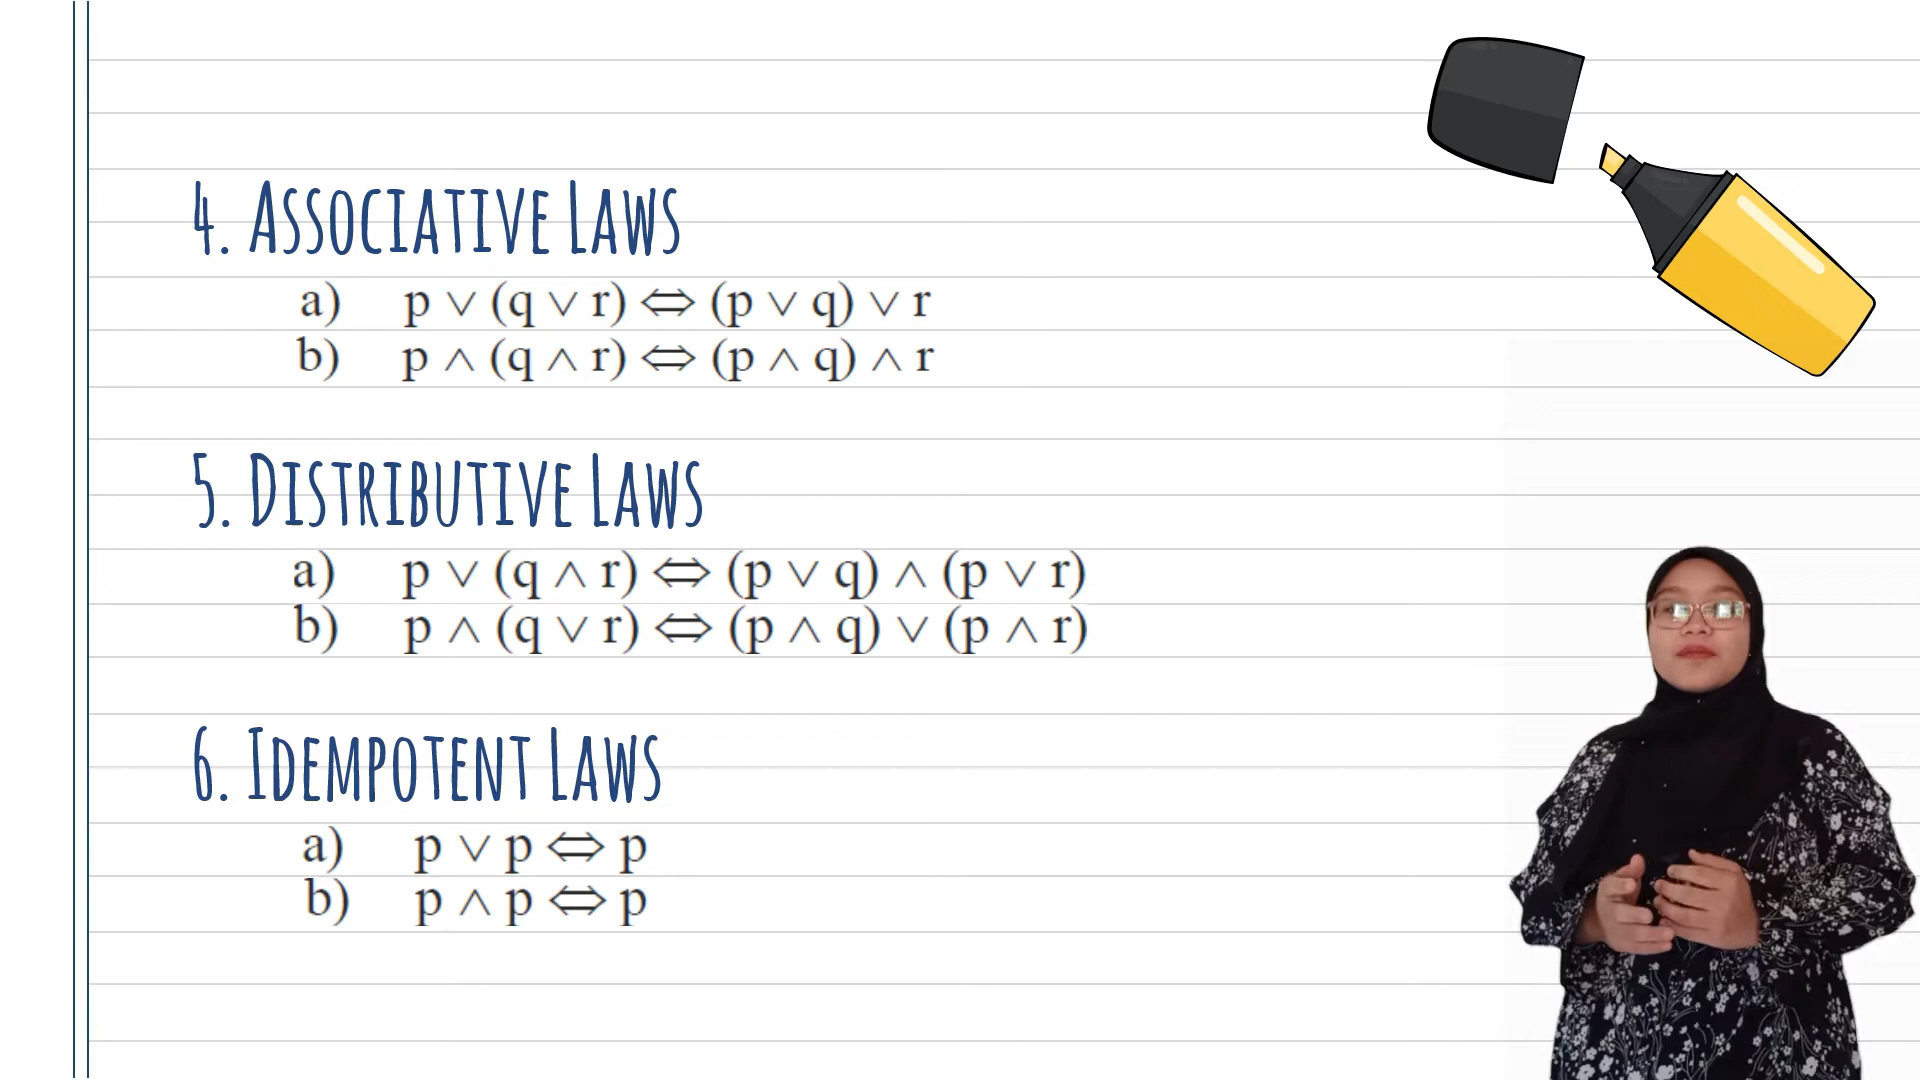 4. Associative Laws
a) p ∨ (q ∨ r) ⇔ (p ∨ q) ∨ r
b) p ∧ (q ∧ r) ⇔ (p ∧ q) ∧ r
5. Distributive Laws
a) p ∨ (q ∧ r) ⇔ (p ∨ q) ∧ (p ∨ r)
b) p ∧ (q ∨ r) ⇔ (p ∧ q) ∨ (p ∧ r)
6. Idempotent Laws
a) p ∨ p ⇔ p
b) p ∧ p ⇔ p